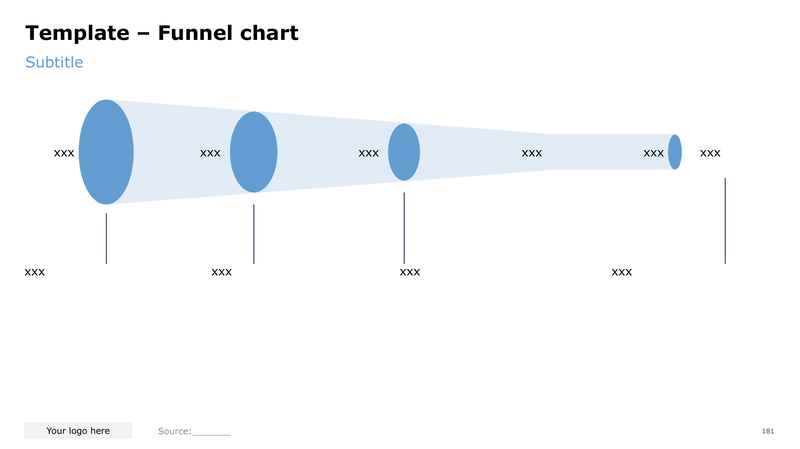 Template – Funnel chart
Subtitle
xxx xxx xxx xxx xxx xxx
xxx xxx xxx xxx
Your logo here Source:_______ 181